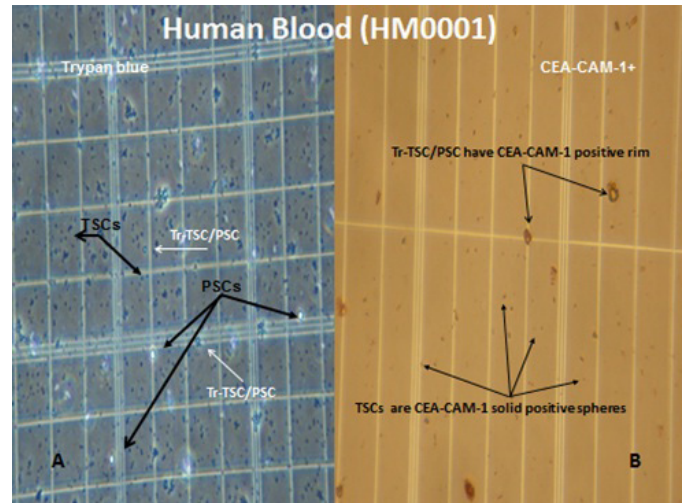 Human Blood (HM0001)
Trypan blue
CEA-CAM-1+
Tr-TSC/PSC have CEA-CAM-1 positive rim
TSCs
Tr-TSC/PSC
PSCs
Tr-TSC/PSC
TSCs are CEA-CAM-1 solid positive spheres
A
B